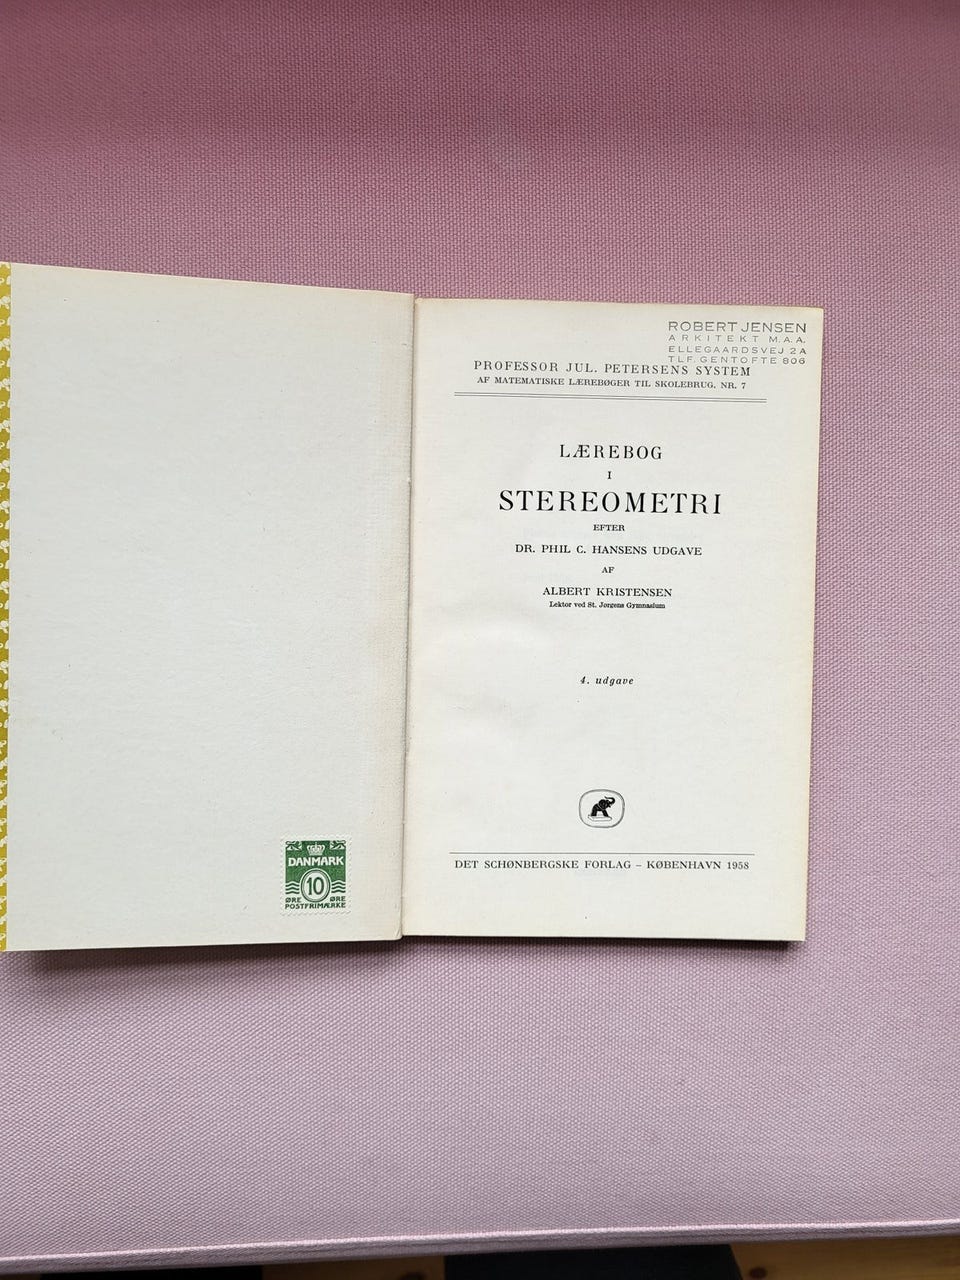 DANMARK
10
ØRE ØRE
POSTFRIMÆRKE
ROBERT JENSEN
ARKITEKT M.A.A.
ELLEGAARDSVEJ 2A
TLF. GENTOFTE 806
PROFESSOR JUL. PETERSENS SYSTEM
AF MATEMATISKE LÆREBØGER TIL SKOLEBRUG. NR. 7
LÆREBOG
I
STEREOMETRI
EFTER
DR. PHIL C. HANSENS UDGAVE
AF
ALBERT KRISTENSEN
Lektor ved St. Jørgens Gymnasium
4. udgave
DET SCHØNBERGSKE FORLAG – KØBENHAVN 1958